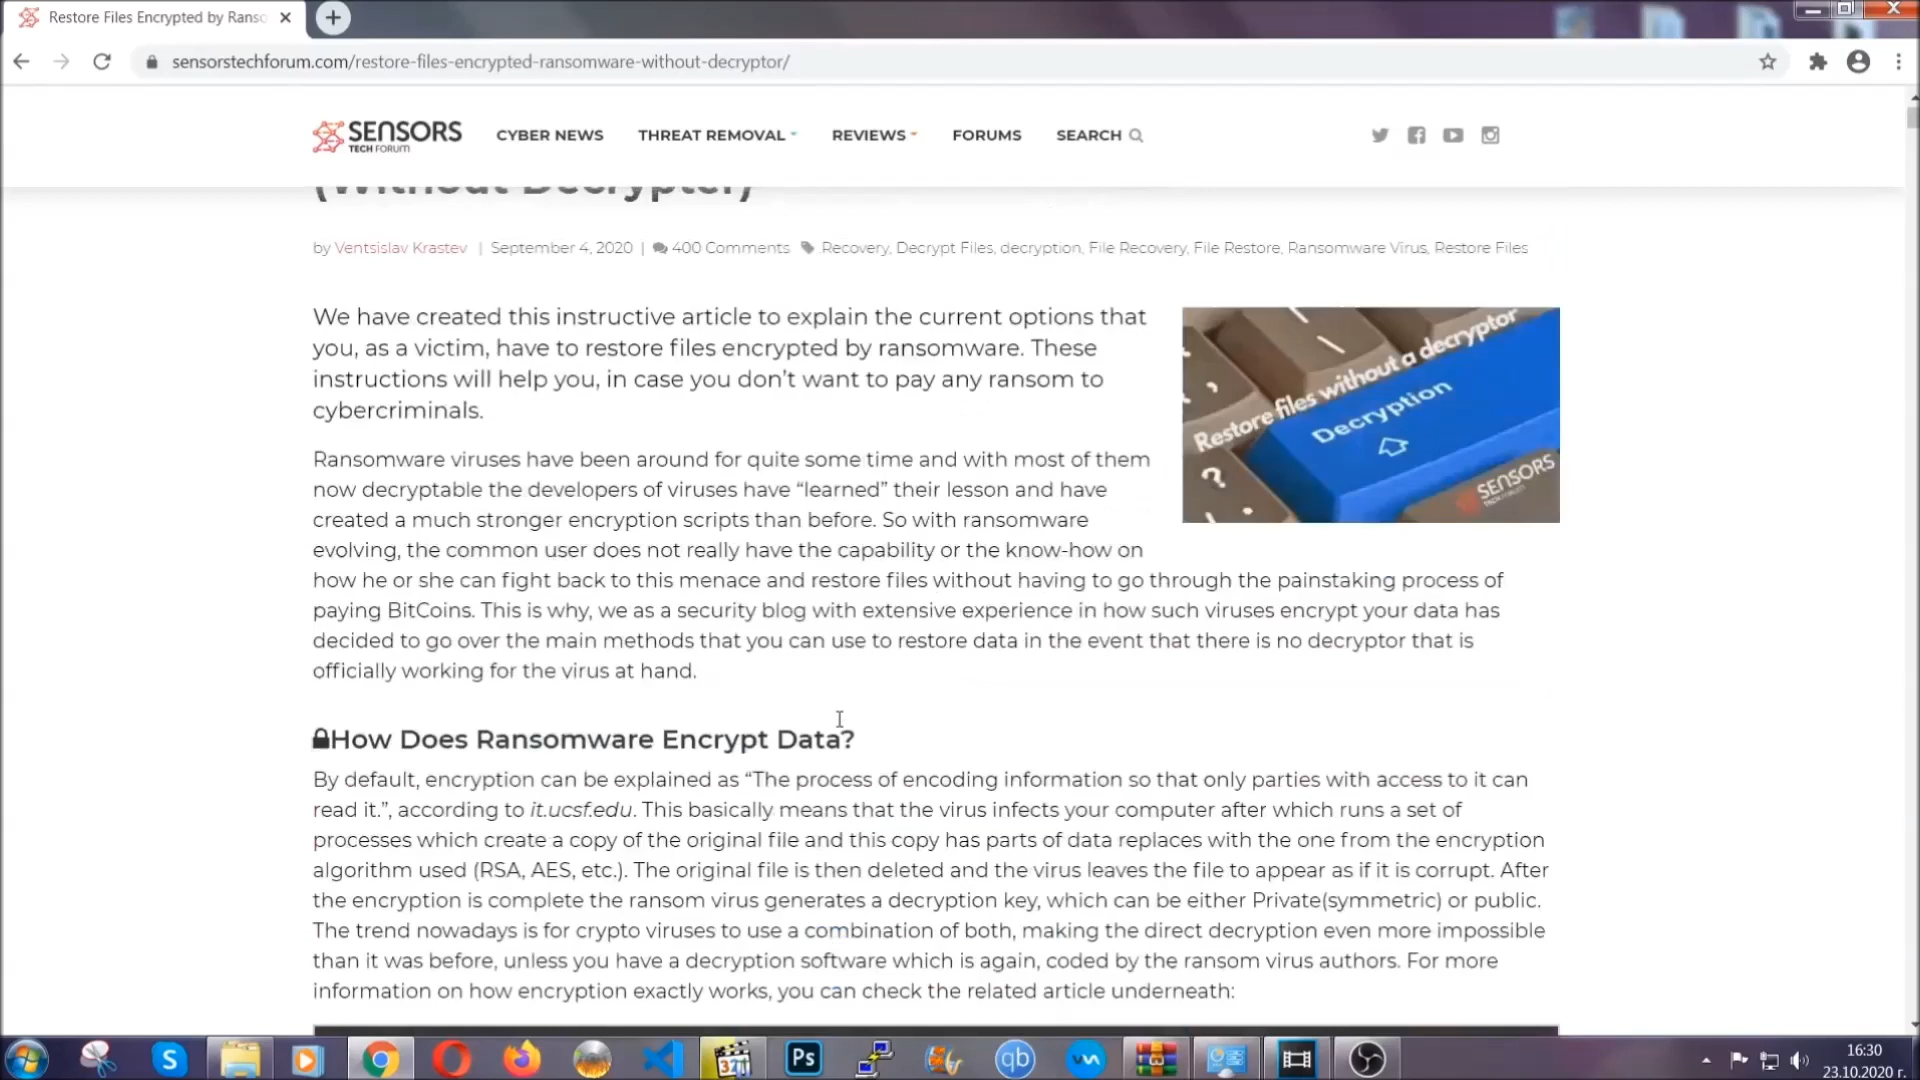 Restore Files Encrypted by Ranso
sensorstechforum.com/restore-files-encrypted-ransomware-without-decryptor/
SENSORS
TECH FORUM
CYBER NEWS THREAT REMOVAL REVIEWS FORUMS SEARCH
(Without Decrypter)
by Ventsislav Krastev | September 4, 2020 | 400 Comments Recovery, Decrypt Files, decryption, File Recovery, File Restore, Ransomware Virus, Restore Files
We have created this instructive article to explain the current options that
you, as a victim, have to restore files encrypted by ransomware. These
instructions will help you, in case you don’t want to pay any ransom to
cybercriminals.
Restore files without a decryptor
Decryption
SENSORS
Ransomware viruses have been around for quite some time and with most of them
now decryptable the developers of viruses have “learned” their lesson and have
created a much stronger encryption scripts than before. So with ransomware
evolving, the common user does not really have the capability or the know-how on
how he or she can fight back to this menace and restore files without having to go through the painstaking process of
paying BitCoins. This is why, we as a security blog with extensive experience in how such viruses encrypt your data has
decided to go over the main methods that you can use to restore data in the event that there is no decryptor that is
officially working for the virus at hand.
How Does Ransomware Encrypt Data?
By default, encryption can be explained as “The process of encoding information so that only parties with access to it can
read it.”, according to it.ucsf.edu. This basically means that the virus infects your computer after which runs a set of
processes which create a copy of the original file and this copy has parts of data replaces with the one from the encryption
algorithm used (RSA, AES, etc.). The original file is then deleted and the virus leaves the file to appear as if it is corrupt. After
the encryption is complete the ransom virus generates a decryption key, which can be either Private(symmetric) or public.
The trend nowadays is for crypto viruses to use a combination of both, making the direct decryption even more impossible
than it was before, unless you have a decryption software which is again, coded by the ransom virus authors. For more
information on how encryption exactly works, you can check the related article underneath:
S
321
Ps
qb
16:30
23.10.2020 г.